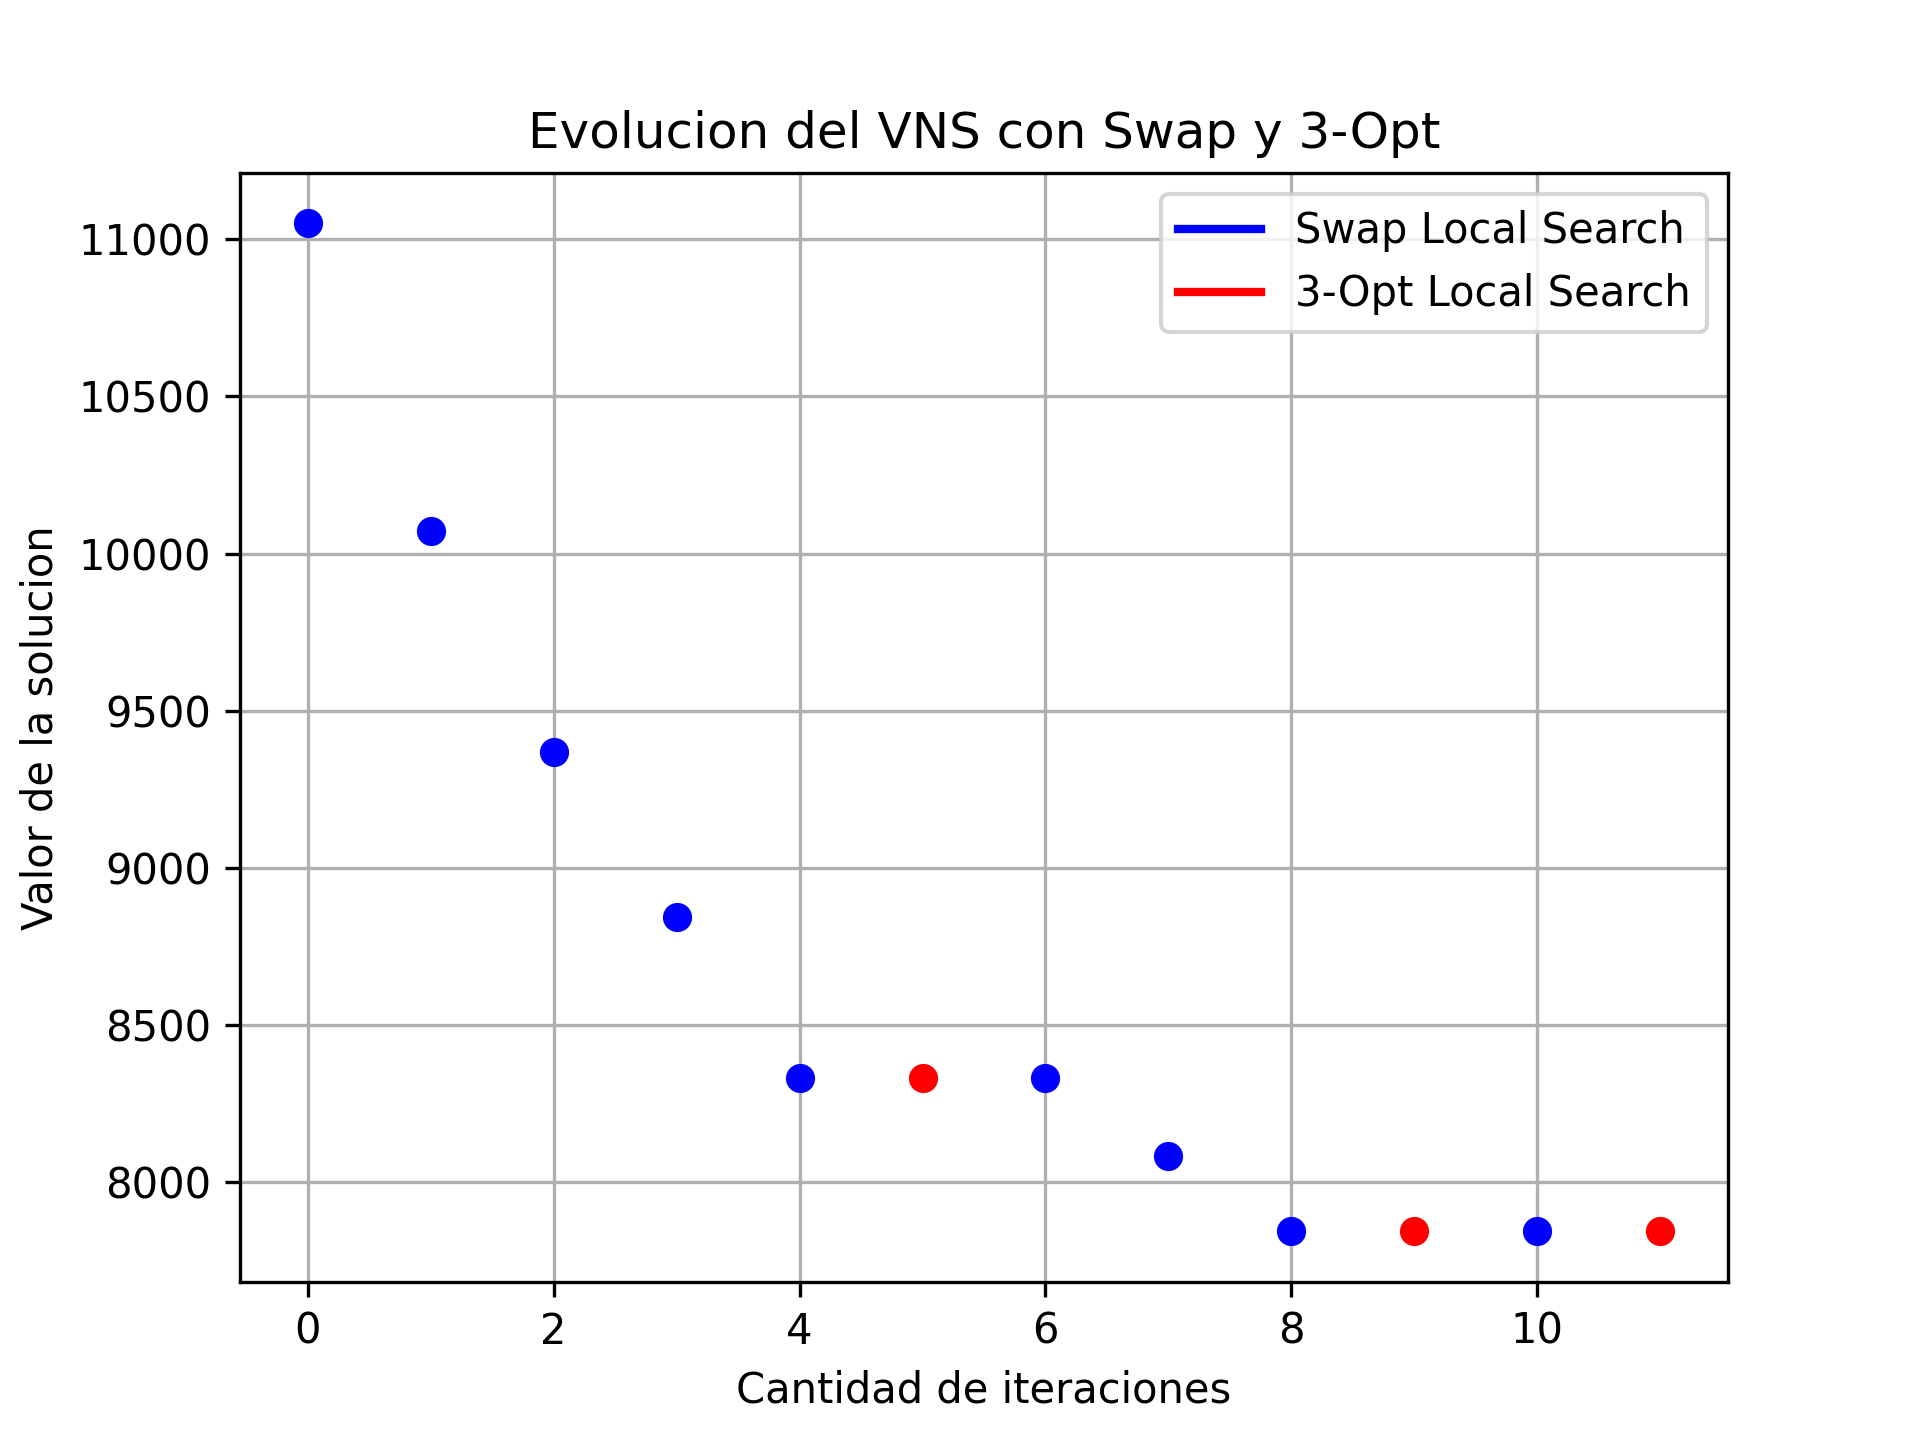 Evolucion del VNS con Swap y 3-Opt
Swap Local Search
3-Opt Local Search
11000
10500
10000
9500
9000
8500
8000
Valor de la solucion
0 2 4 6 8 10
Cantidad de iteraciones